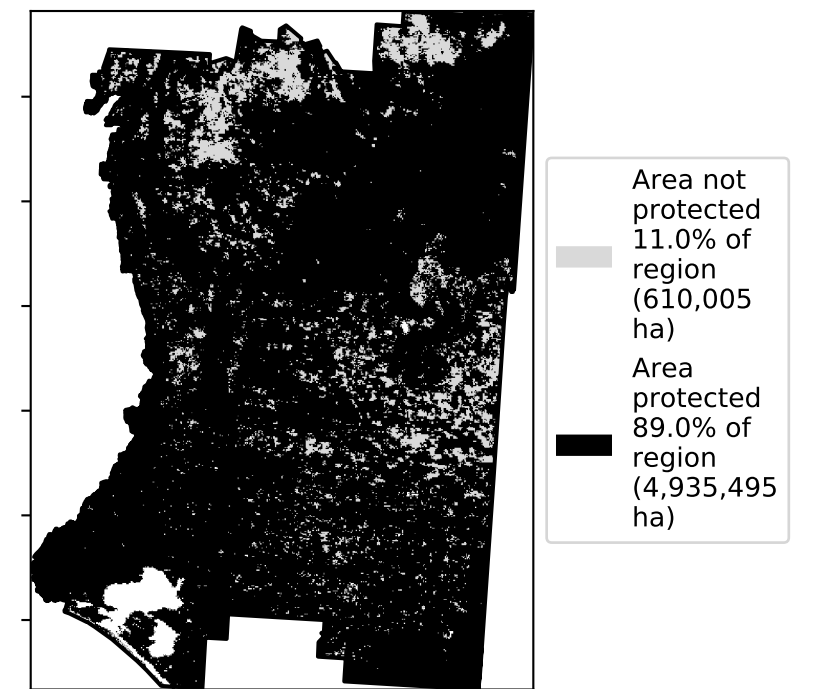 Area not
protected
11.0% of
region
(610,005
ha)
Area
protected
89.0% of
region
(4,935,495
ha)